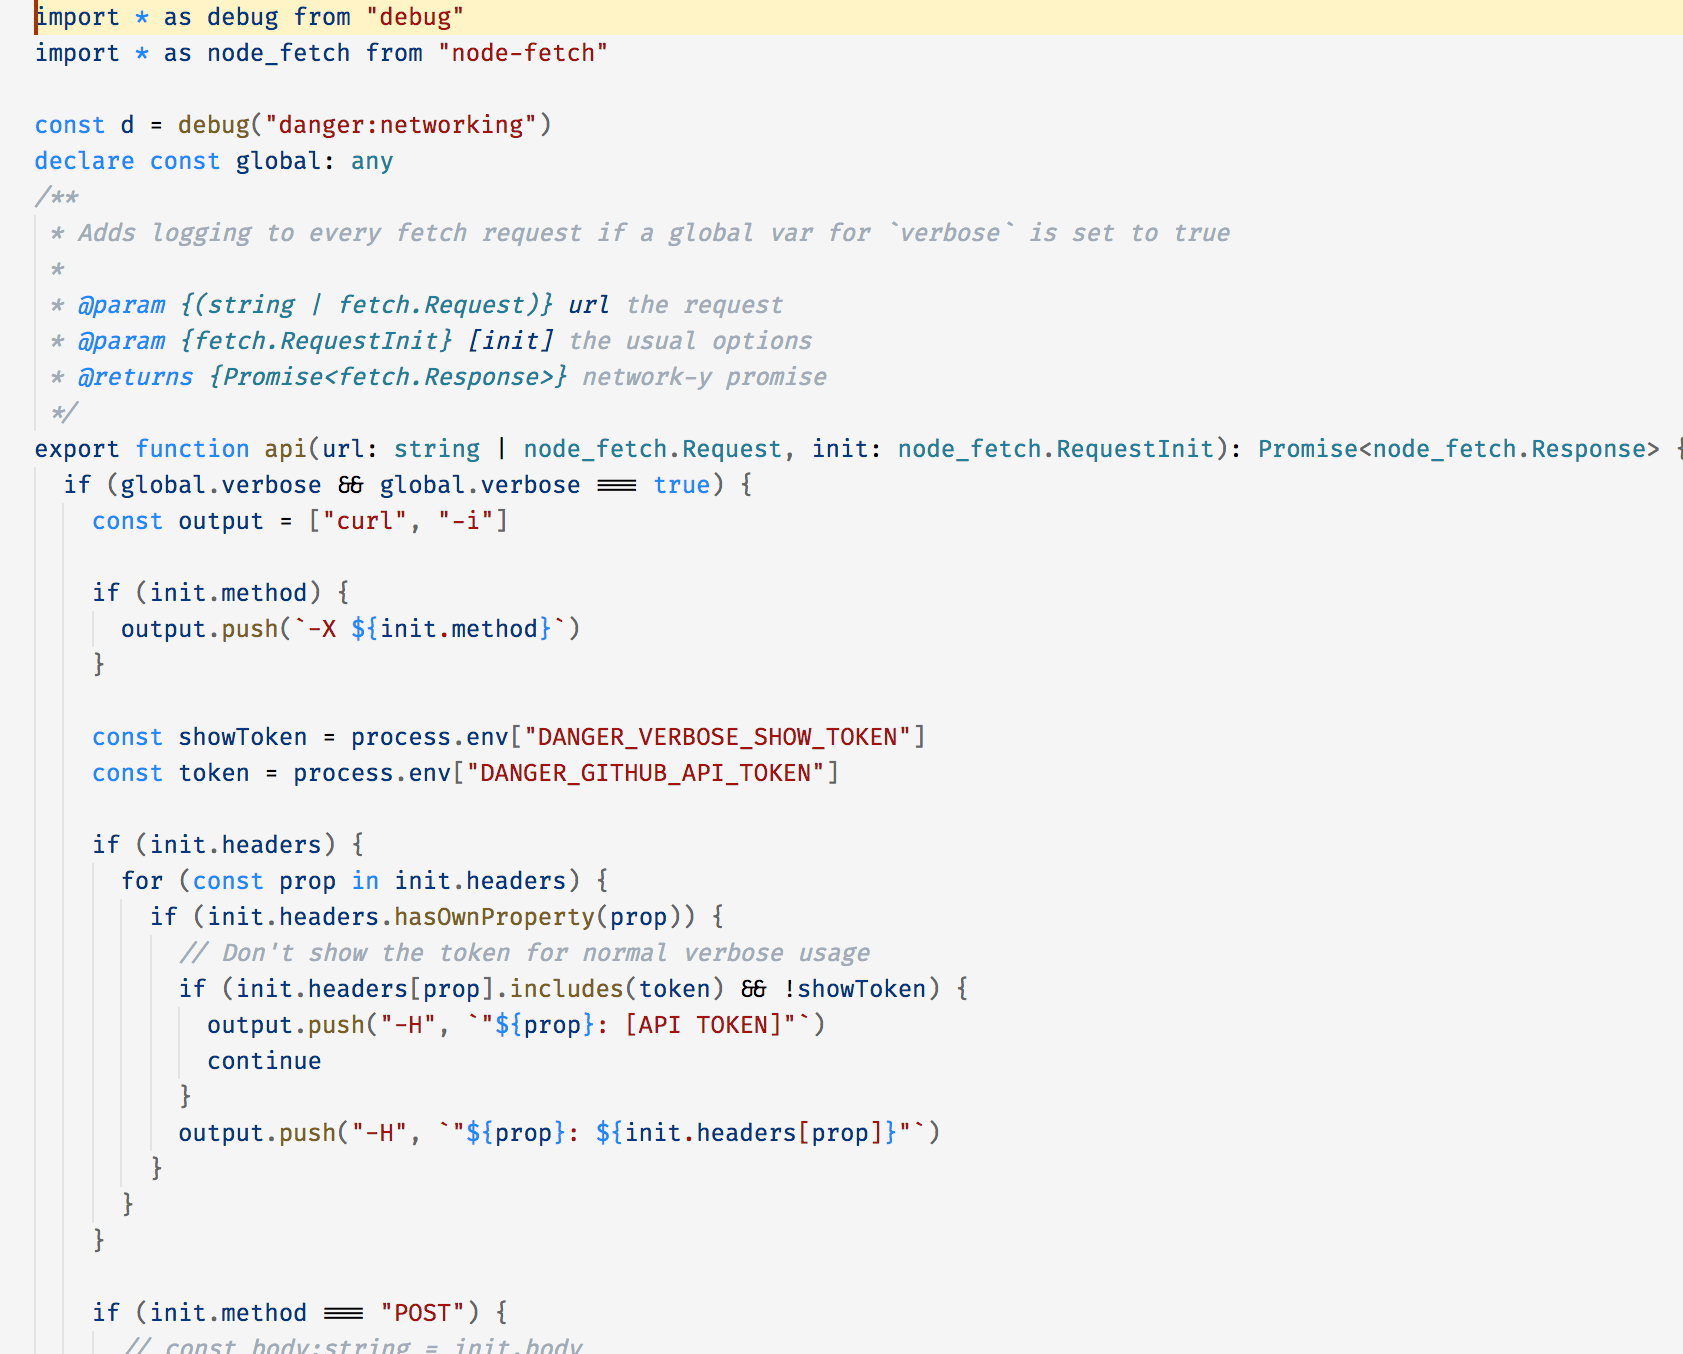 import * as debug from "debug"
import * as node_fetch from "node-fetch"
const d = debug("danger:networking")
declare const global: any
/**
* Adds logging to every fetch request if a global var for `verbose` is set to true
*
* @param {(string | fetch.Request)} url the request
* @param {fetch.RequestInit} [init] the usual options
* @returns {Promise<fetch.Response>} network-y promise
*/
export function api(url: string | node_fetch.Request, init: node_fetch.RequestInit): Promise<node_fetch.Response> {
if (global.verbose && global.verbose === true) {
const output = ["curl", "-i"]
if (init.method) {
output.push(`-X ${init.method}`)
}
const showToken = process.env["DANGER_VERBOSE_SHOW_TOKEN"]
const token = process.env["DANGER_GITHUB_API_TOKEN"]
if (init.headers) {
for (const prop in init.headers) {
if (init.headers.hasOwnProperty(prop)) {
// Don't show the token for normal verbose usage
if (init.headers[prop].includes(token) && !showToken) {
output.push("-H", `"${prop}: [API TOKEN]"`)
continue
}
output.push("-H", `"${prop}: ${init.headers[prop]}"`)
}
}
}
if (init.method === "POST") {
// const body:string = init.body